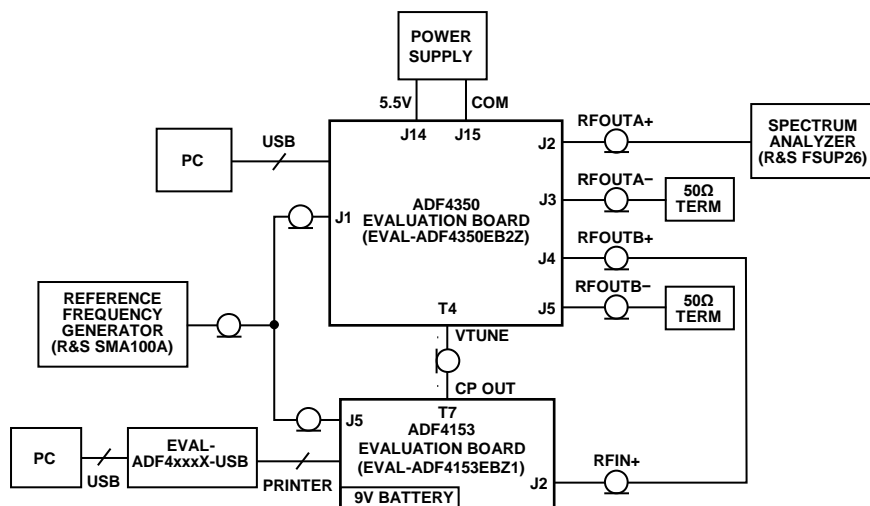 POWER
SUPPLY
5.5V
COM
J14
J15
PC
USB
J1
ADF4350
EVALUATION BOARD
(EVAL-ADF4350EB2Z)
J2
J3
J4
J5
T4
RFOUTA+
RFOUTA−
RFOUTB+
RFOUTB−
SPECTRUM
ANALYZER
(R&S FSUP26)
50Ω
TERM
50Ω
TERM
REFERENCE
FREQUENCY
GENERATOR
(R&S SMA100A)
VTUNE
CP OUT
T7
J5
ADF4153
EVALUATION BOARD
(EVAL-ADF4153EBZ1)
J2
9V BATTERY
RFIN+
PC
USB
EVAL-
ADF4xxxX-USB
PRINTER